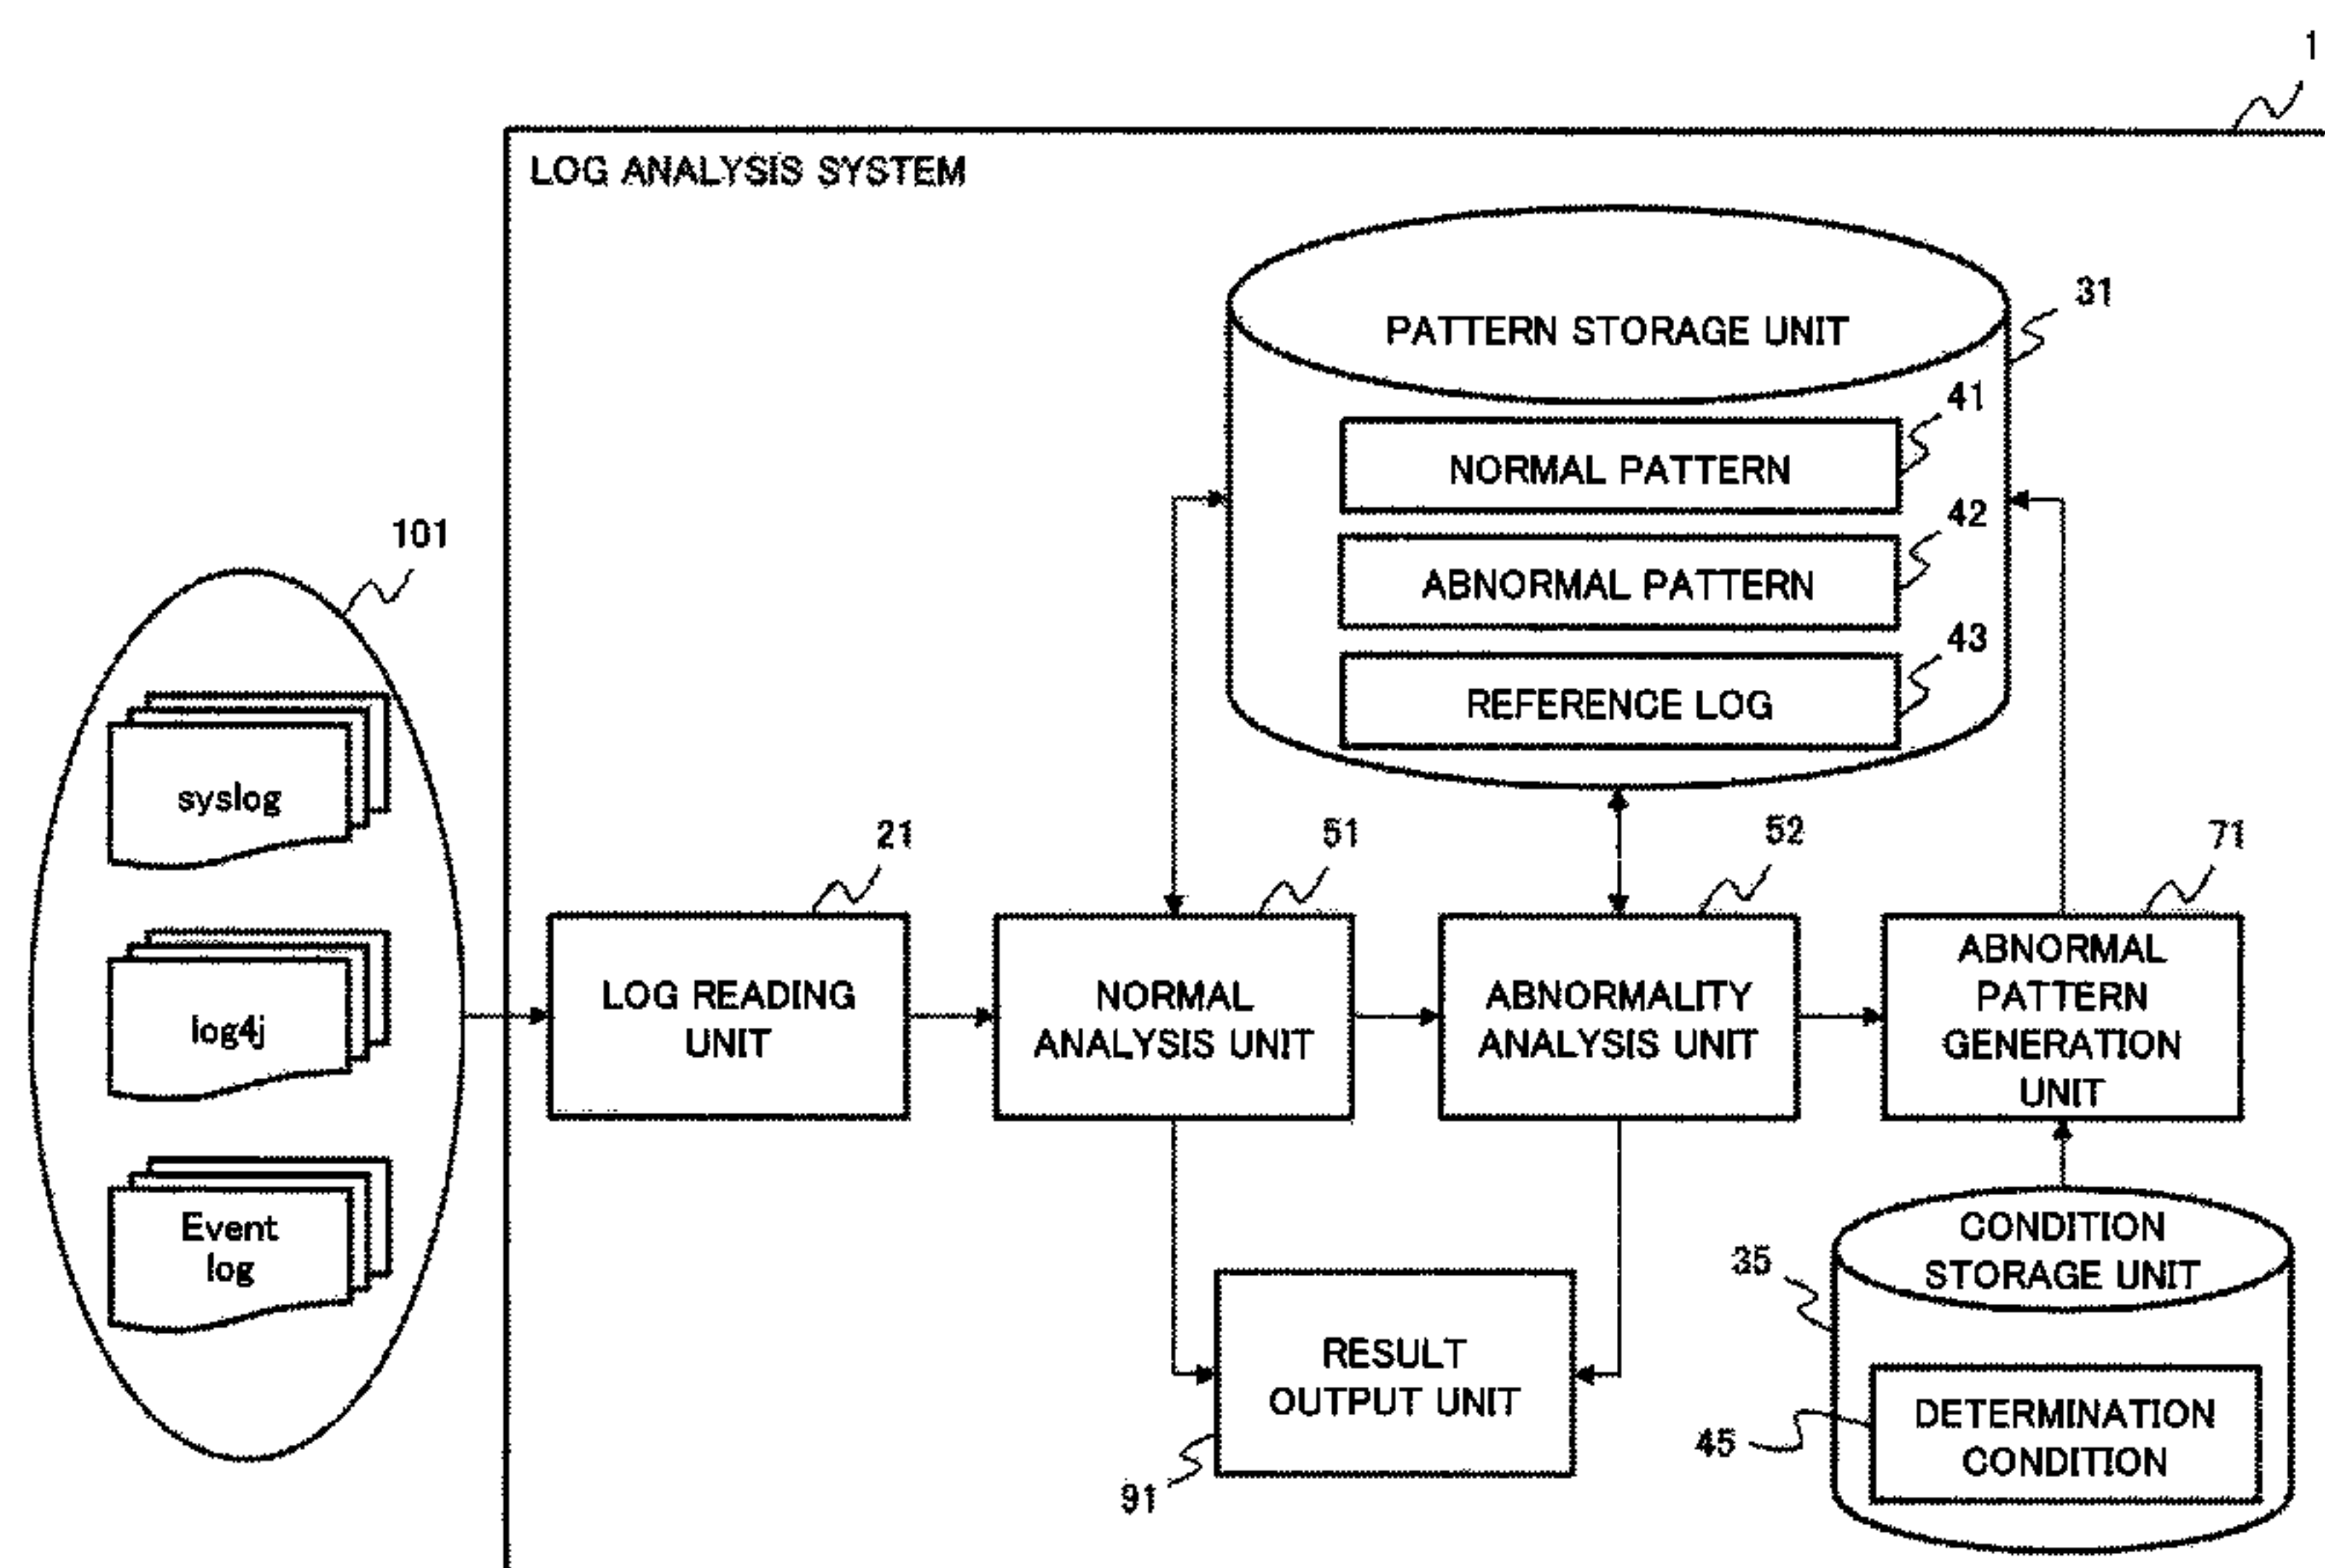 1
LOG ANALYSIS SYSTEM
31
PATTERN STORAGE UNIT
41
NORMAL PATTERN
42
ABNORMAL PATTERN
43
REFERENCE LOG
101
syslog
log4j
Event
log
21
LOG READING
UNIT
51
NORMAL
ANALYSIS UNIT
52
ABNORMALITY
ANALYSIS UNIT
71
ABNORMAL
PATTERN
GENERATION
UNIT
91
RESULT
OUTPUT UNIT
35
CONDITION
STORAGE UNIT
45
DETERMINATION
CONDITION